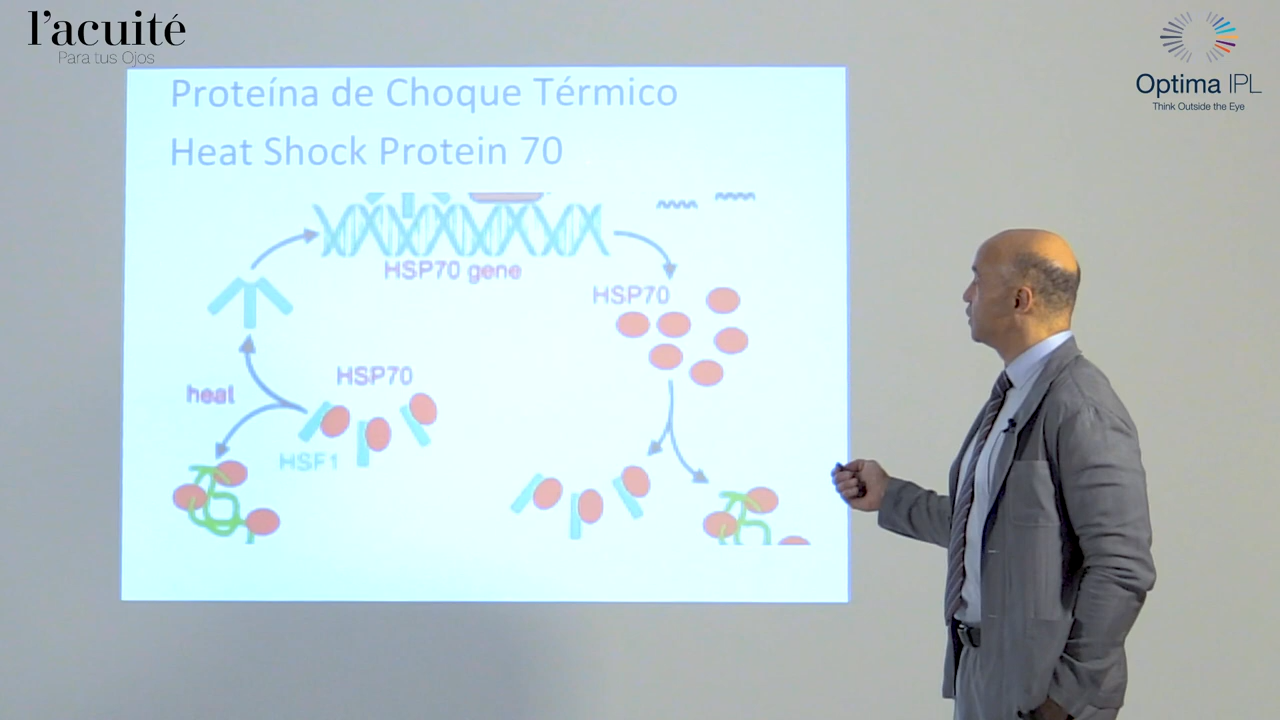 l'acuité
Para tus Ojos
Optima IPL
Think Outside the Eye
Proteína de Choque Térmico
Heat Shock Protein 70
HSP70 gene
HSP70
HSP70
heat
HSF1